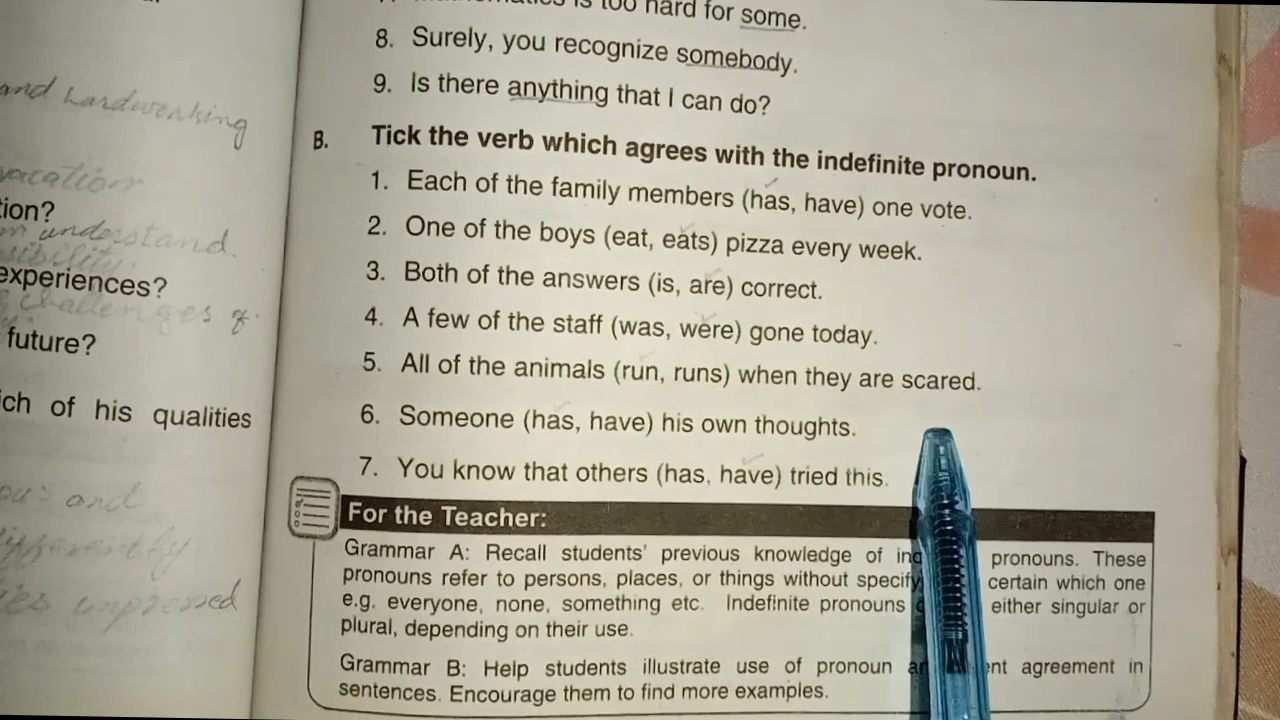 is too hard for some.
8. Surely, you recognize somebody.
9. Is there anything that I can do?
B. Tick the verb which agrees with the indefinite pronoun.
1. Each of the family members (has, have) one vote.
2. One of the boys (eat, eats) pizza every week.
3. Both of the answers (is, are) correct.
4. A few of the staff (was, were) gone today.
5. All of the animals (run, runs) when they are scared.
6. Someone (has, have) his own thoughts.
7. You know that others (has, have) tried this.
For the Teacher:
Grammar A: Recall students' previous knowledge of pronouns. These
pronouns refer to persons, places, or things without certain which one
e.g. everyone, none, something etc. Indefinite pronouns either singular or
plural, depending on their use.
Grammar B: Help students illustrate use of pronoun agreement in
sentences. Encourage them to find more examples.
and hardworking
vacation
tion?
understand.
experiences?
challenges of
future?
of his qualities
and
differently